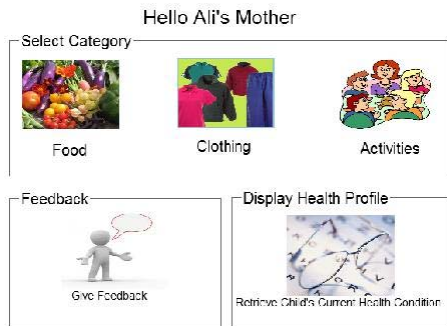 Hello Ali's Mother
Select Category
Food
Clothing
Activities
Feedback
Give Feedback
Display Health Profile
Retrieve Child's Current Health Condition